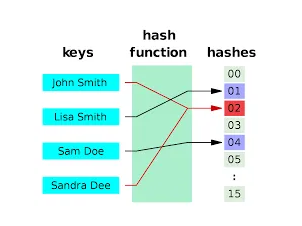 keys
hash
function
hashes
John Smith
Lisa Smith
Sam Doe
Sandra Dee
00
01
02
03
04
05
:
15